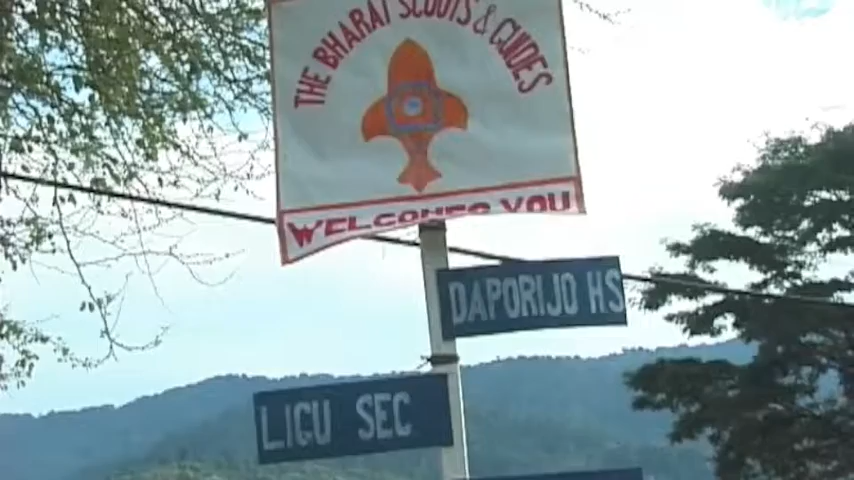 THE BHARAT SCOUTS & GUIDES
WELCOMES YOU
DAPORIJO HS
LIGU SEC